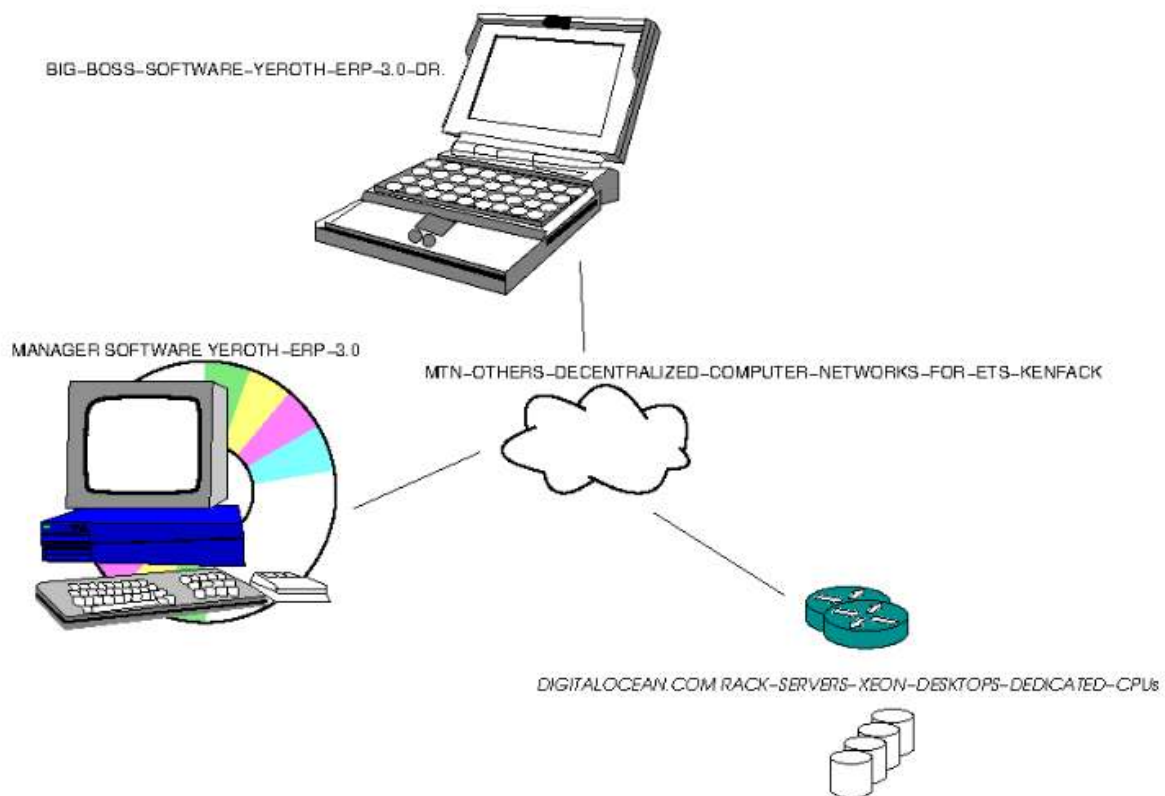 BIG-BOSS-SOFTWARE-YEROTH-ERP-3.0-DR.
MANAGER SOFTWARE YEROTH-ERP-3.0
MTN-OTHERS-DECENTRALIZED-COMPUTER-NETWORKS-FOR-ETS-KENFACK
DIGITALOCEAN.COM RACK-SERVERS-XEON-DESKTOPS-DEDICATED-CPUs